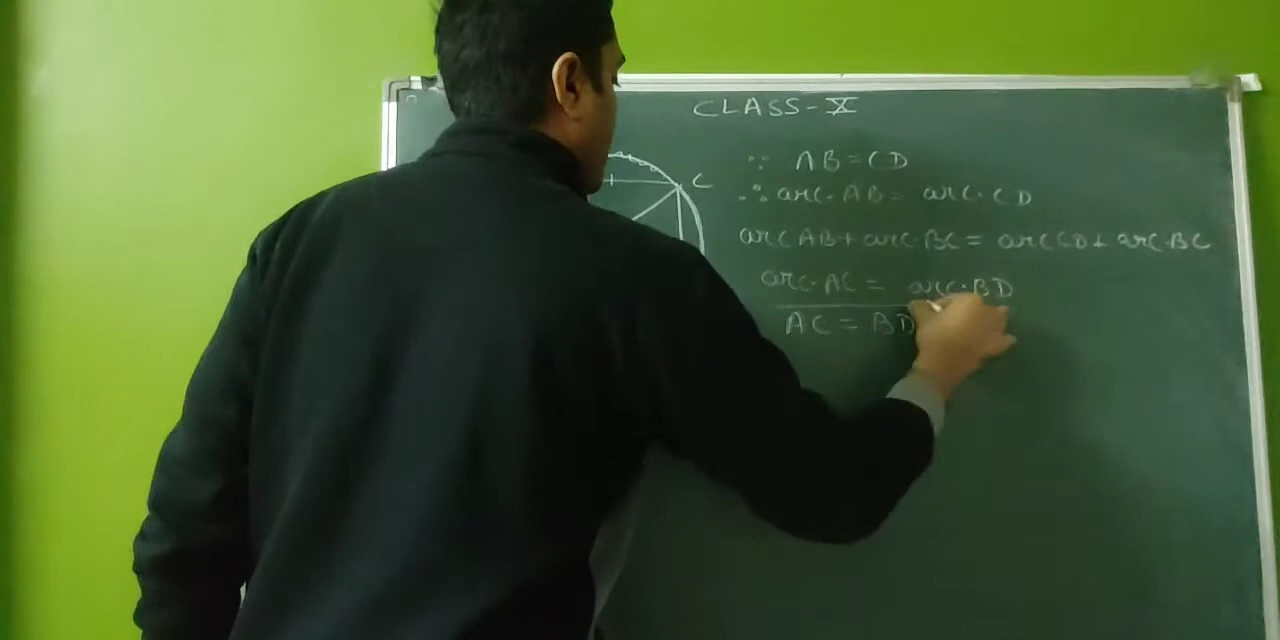 CLASS-X
∵ AB=CD
C
∴ arc.AB = arc.CD
arc AB+arc.BC = arc CD+ arc.BC
arc.AC = arc.BD
AC = BD